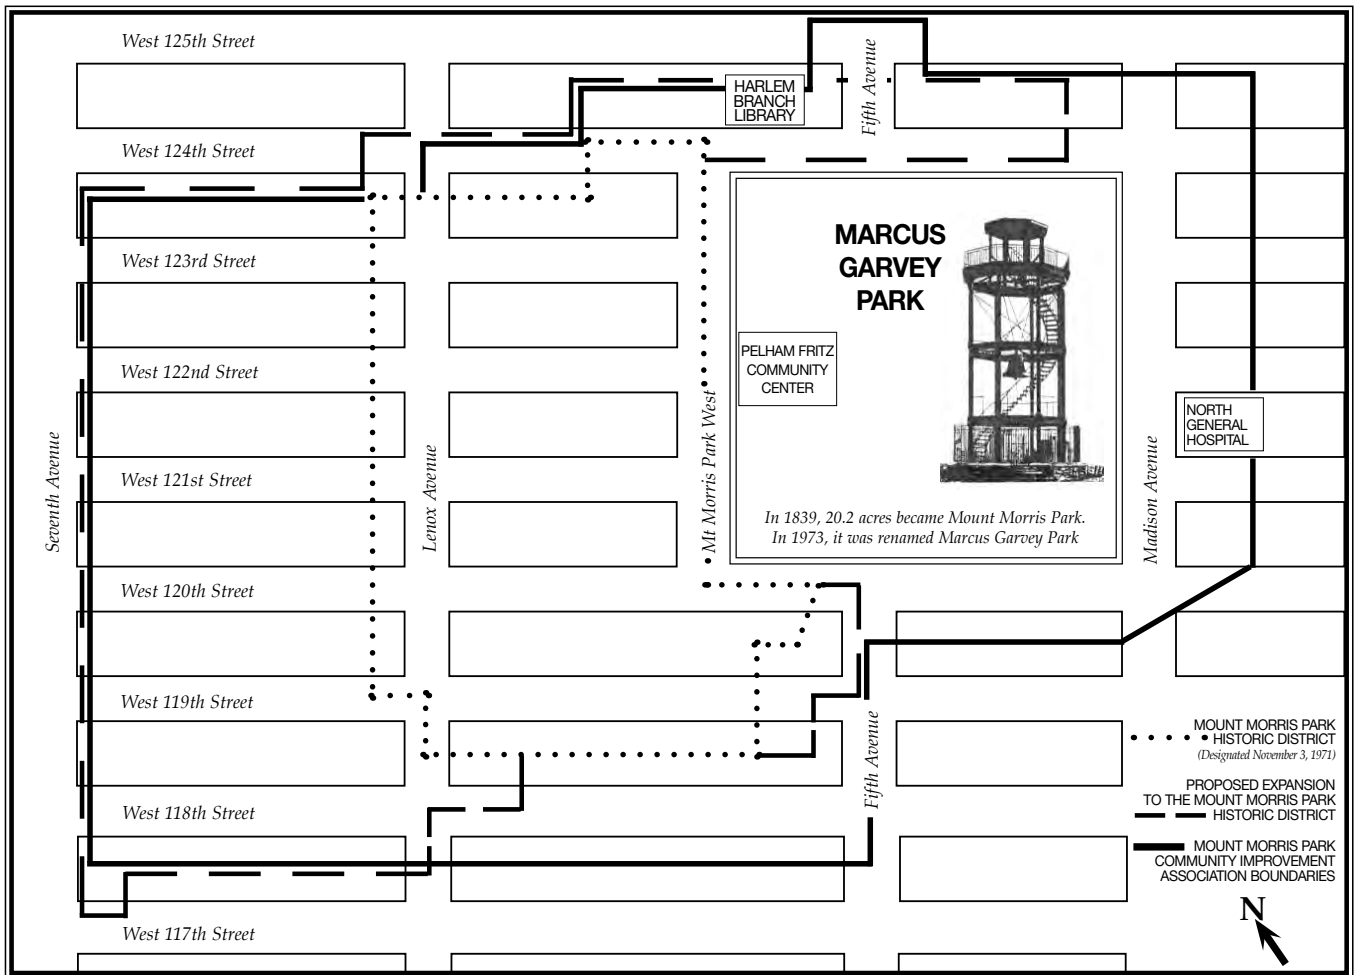 West 125th Street
Fifth Avenue
HARLEM
BRANCH
LIBRARY
West 124th Street
MARCUS
GARVEY
PARK
West 123rd Street
PELHAM FRITZ
COMMUNITY
CENTER
West 122nd Street
Mt Morris Park West
NORTH
GENERAL
HOSPITAL
Seventh Avenue
Lenox Avenue
Madison Avenue
West 121st Street
In 1839, 20.2 acres became Mount Morris Park.
In 1973, it was renamed Marcus Garvey Park
West 120th Street
West 119th Street
Fifth Avenue
MOUNT MORRIS PARK
HISTORIC DISTRICT
(Designated November 3, 1971)
PROPOSED EXPANSION
TO THE MOUNT MORRIS PARK
HISTORIC DISTRICT
West 118th Street
MOUNT MORRIS PARK
COMMUNITY IMPROVEMENT
ASSOCIATION BOUNDARIES
N
West 117th Street